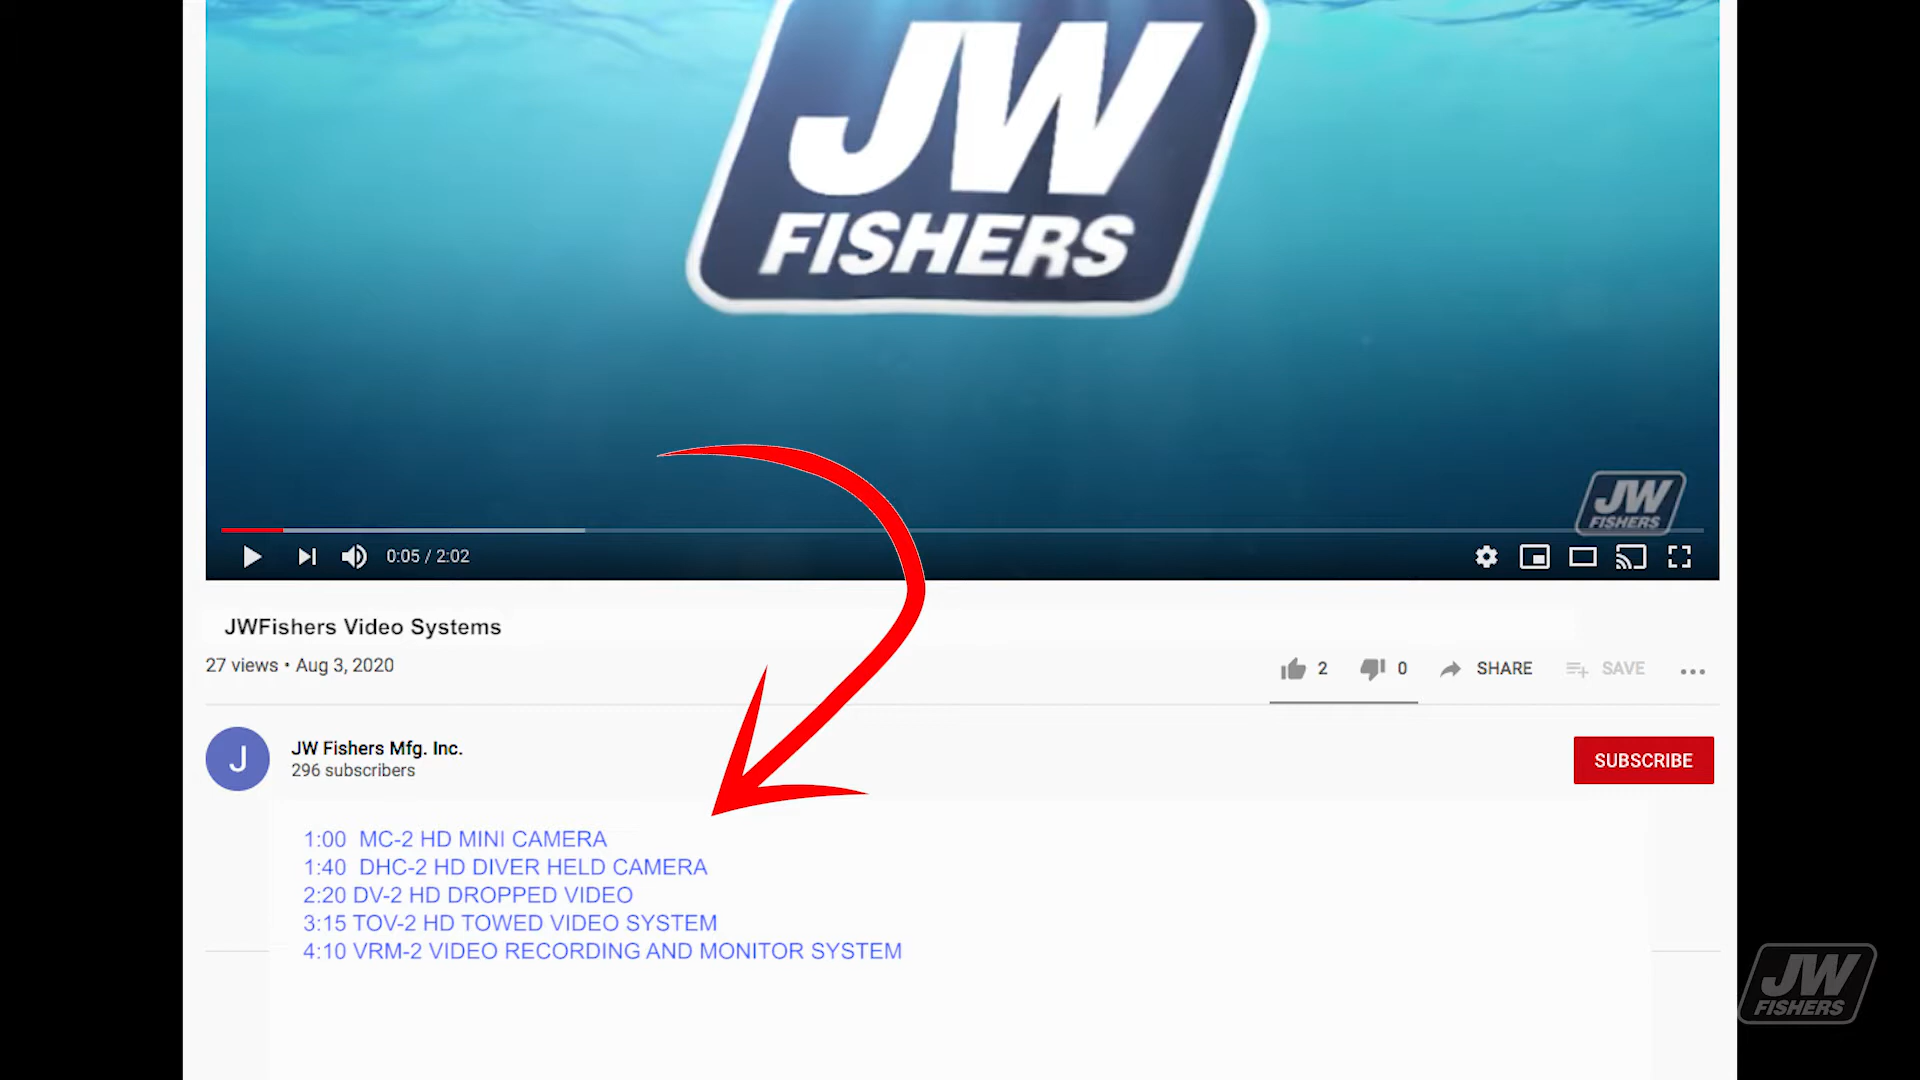 JW
FISHERS
JW
FISHERS
0:05 / 2:02
JWFishers Video Systems
27 views • Aug 3, 2020
2
0
SHARE
SAVE
J
JW Fishers Mfg. Inc.
296 subscribers
SUBSCRIBE
1:00 MC-2 HD MINI CAMERA
1:40 DHC-2 HD DIVER HELD CAMERA
2:20 DV-2 HD DROPPED VIDEO
3:15 TOV-2 HD TOWED VIDEO SYSTEM
4:10 VRM-2 VIDEO RECORDING AND MONITOR SYSTEM
JW
FISHERS